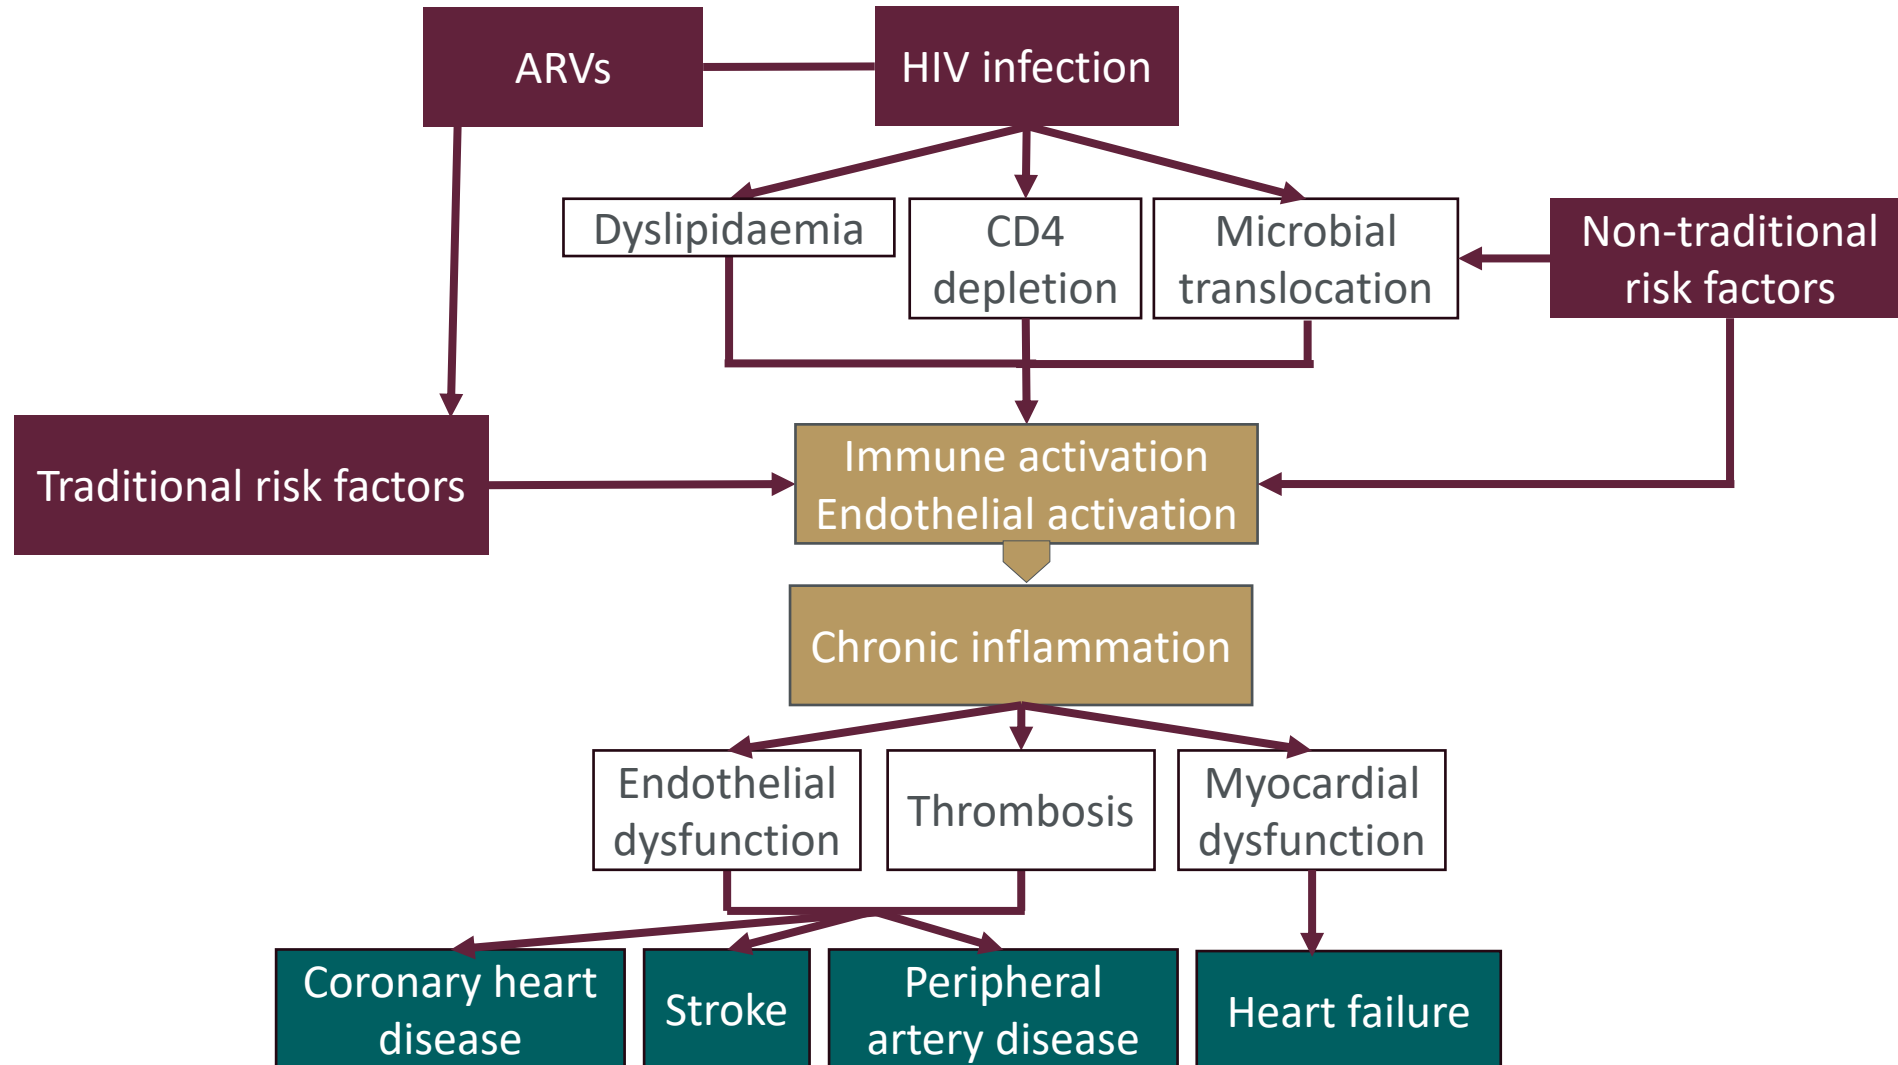 ARVs
HIV infection
Dyslipidaemia
CD4
depletion
Microbial
translocation
Non-traditional
risk factors
Traditional risk factors
Immune activation
Endothelial activation
Chronic inflammation
Endothelial
dysfunction
Thrombosis
Myocardial
dysfunction
Coronary heart
disease
Stroke
Peripheral
artery disease
Heart failure